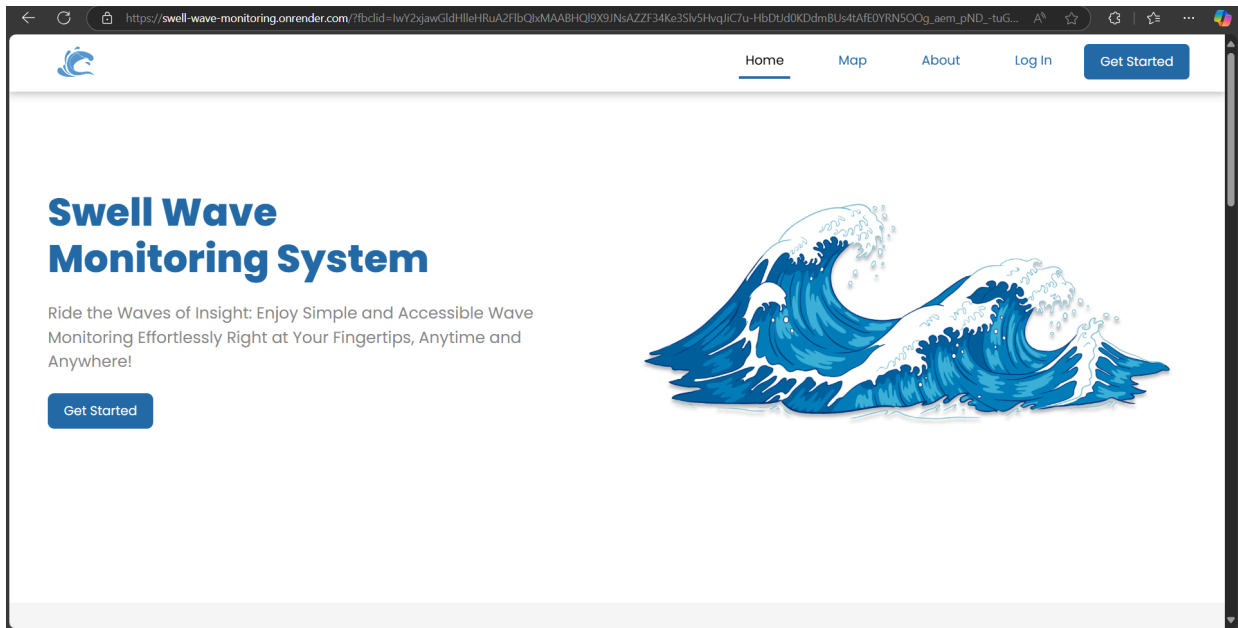 https://swell-wave-monitoring.onrender.com/?fbclid=IwY2xjawGldHlleHRuA2FlbQIxMAABHQl9X9JNsAZZF34Ke3Slv5HvqJiC7u-HbDtJd0KDdmBUs4tAfE0YRN5OOg_aem_pND_-tuG...
Home Map About Log In Get Started
Swell Wave
Monitoring System
Ride the Waves of Insight: Enjoy Simple and Accessible Wave
Monitoring Effortlessly Right at Your Fingertips, Anytime and
Anywhere!
Get Started